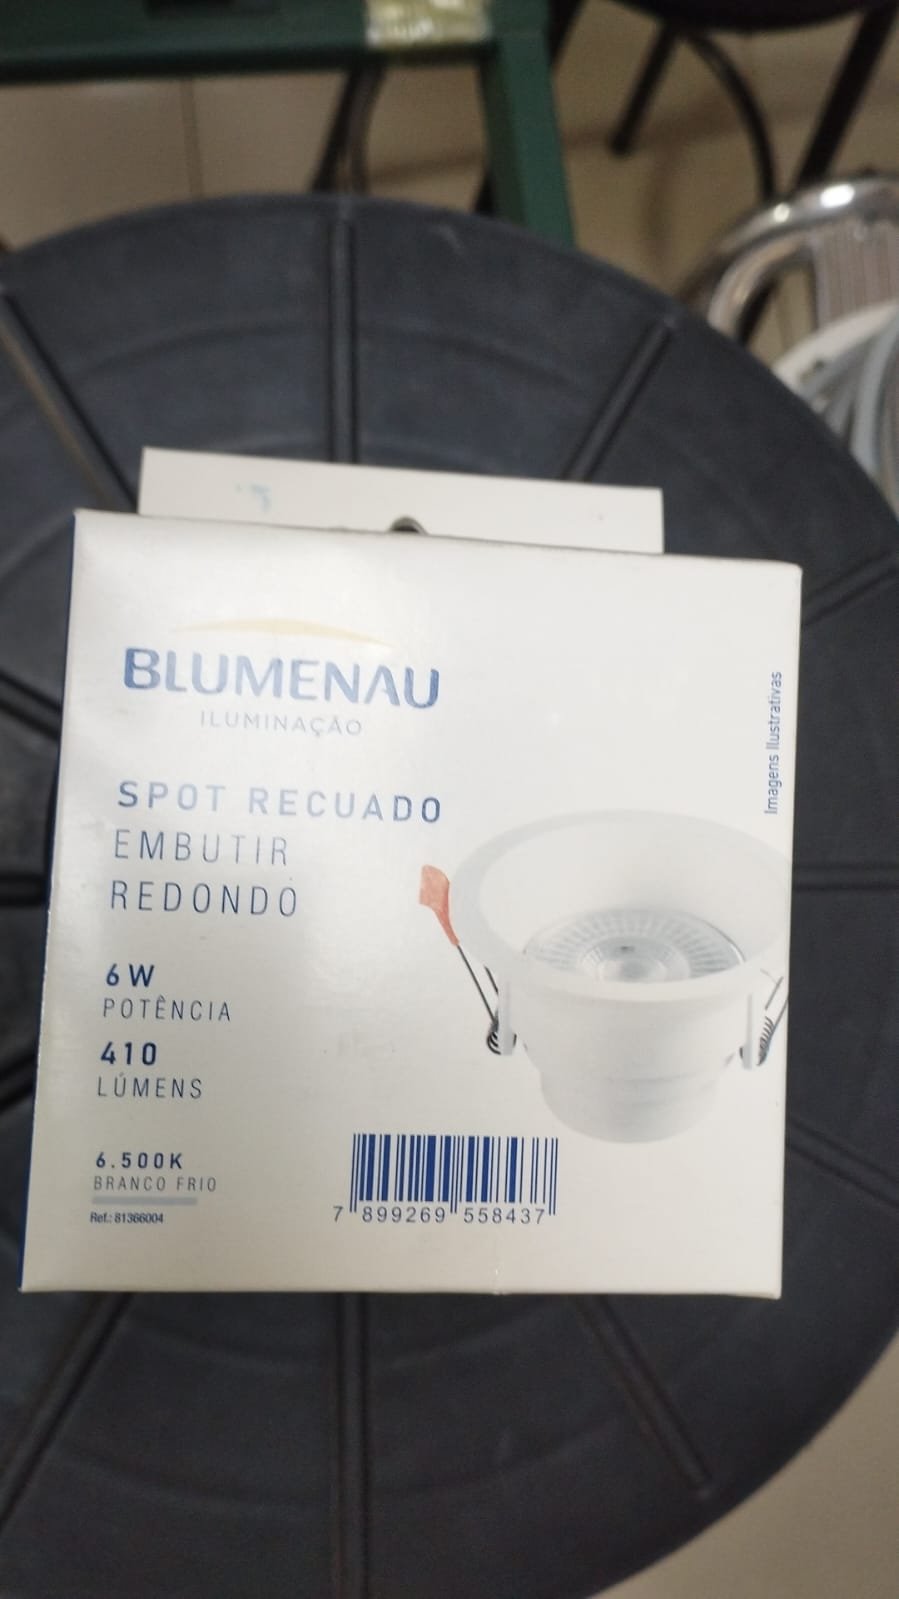 BLUMENAU
ILUMINAÇÃO
SPOT RECUADO
EMBUTIR
REDONDO
6 W
POTÊNCIA
410
LÚMENS
6.500K
BRANCO FRIO
Ref.: 81366004
7 899269 558437
Imagens Ilustrativas